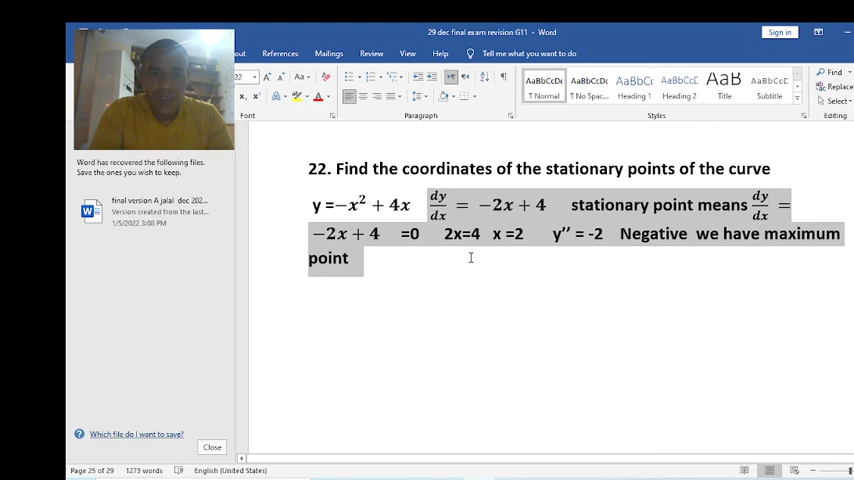 29 dec final exam revision G11 - Word
Sign in
out References Mailings Review View Help Tell me what you want to do
22 A A Aa
AaBbCcDc AaBbCcDc AaBbCc AaBbCcC AaB AaBbCcD
¶ Normal ¶ No Spac... Heading 1 Heading 2 Title Subtitle
Find
Replace
Select
Font Paragraph Styles Editing
Word has recovered the following files.
Save the ones you wish to keep.
final version A jalal dec 202...
Version created from the last...
1/5/2022 3:00 PM
22. Find the coordinates of the stationary points of the curve
y =−x² + 4x dy/dx = −2x + 4 stationary point means dy/dx =
−2x + 4 =0 2x=4 x =2 y’’ = -2 Negative we have maximum
point
Which file do I want to save?
Close
Page 25 of 29 1273 words English (United States)